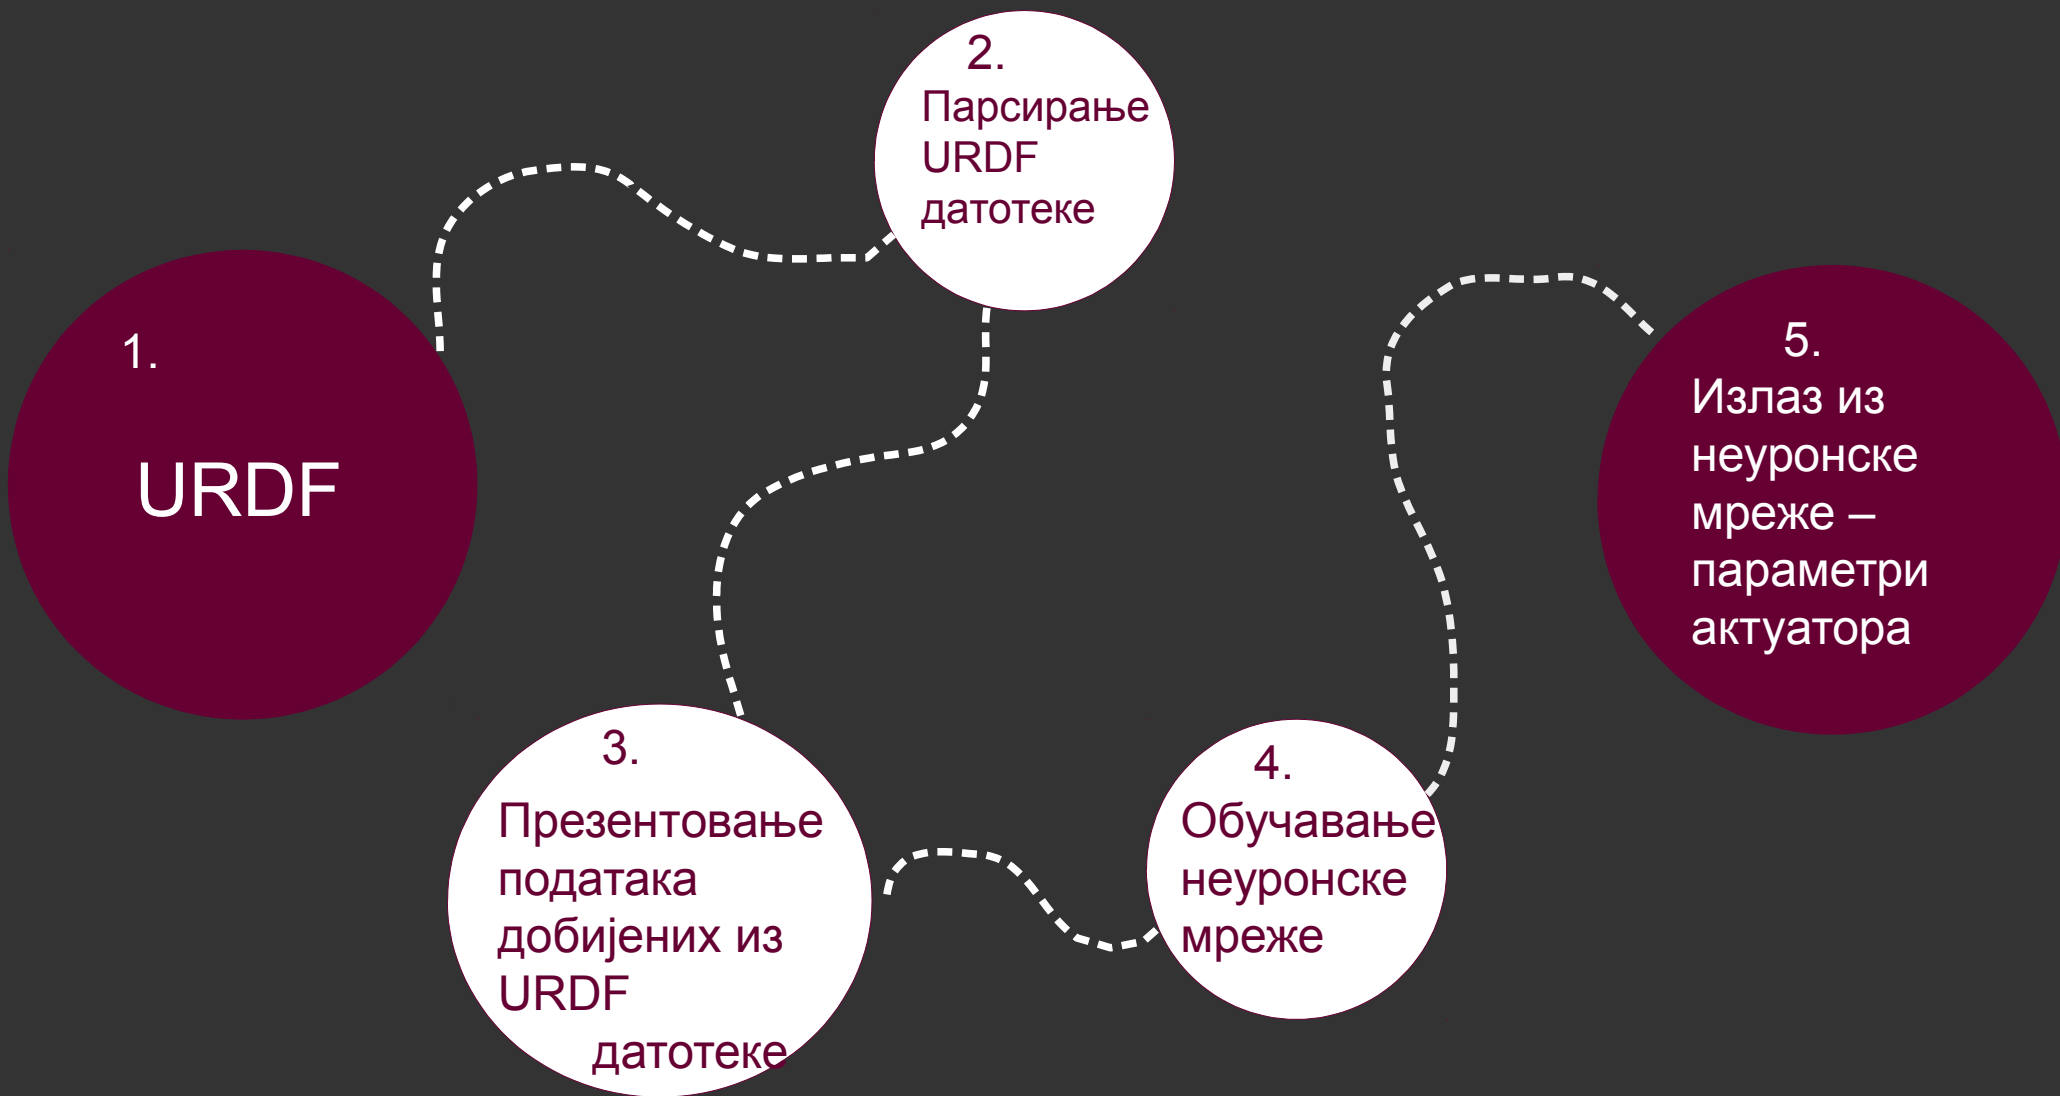 1.
URDF
2.
Парсирање
URDF
датотеке
3.
Презентовање
података
добијених из
URDF
датотеке
4.
Обучавање
неуронске
мреже
5.
Излаз из
неуронске
мреже –
параметри
актуатора